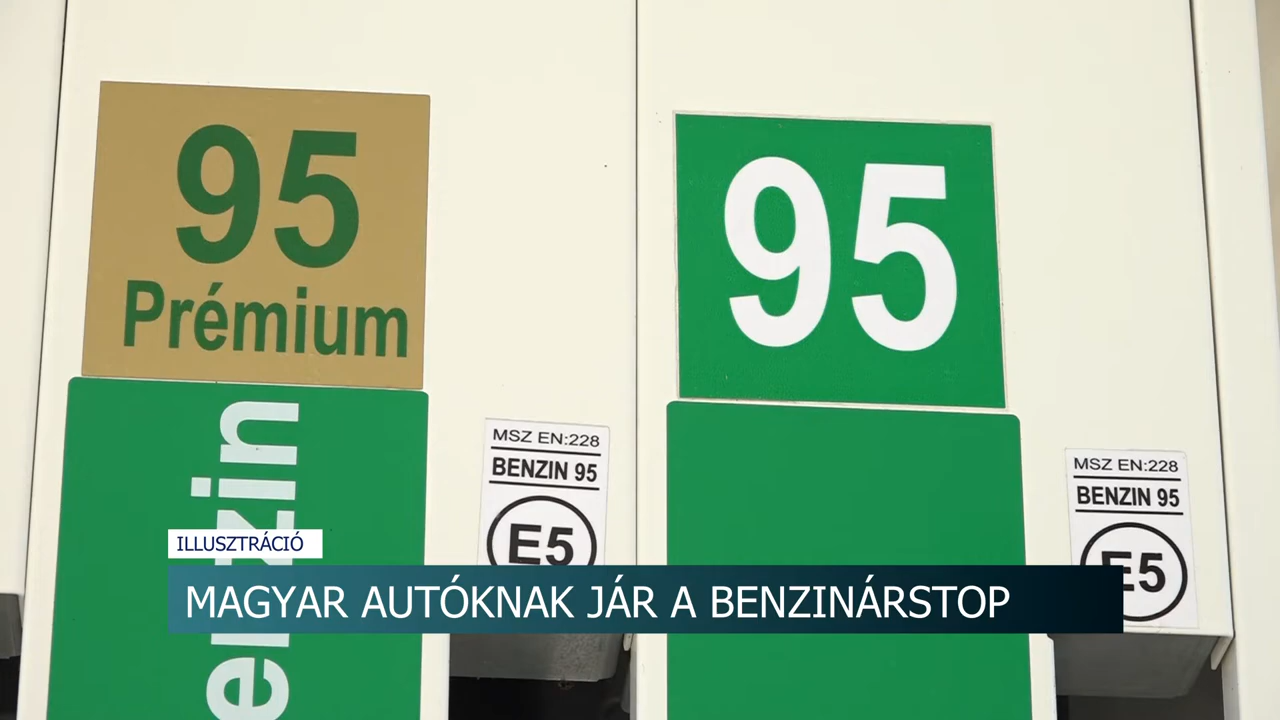 95
Prémium
95
MSZ EN:228
BENZIN 95
E5
MSZ EN:228
BENZIN 95
E5
enzin
ILLUSZTRÁCIÓ
MAGYAR AUTÓKNAK JÁR A BENZINÁRSTOP